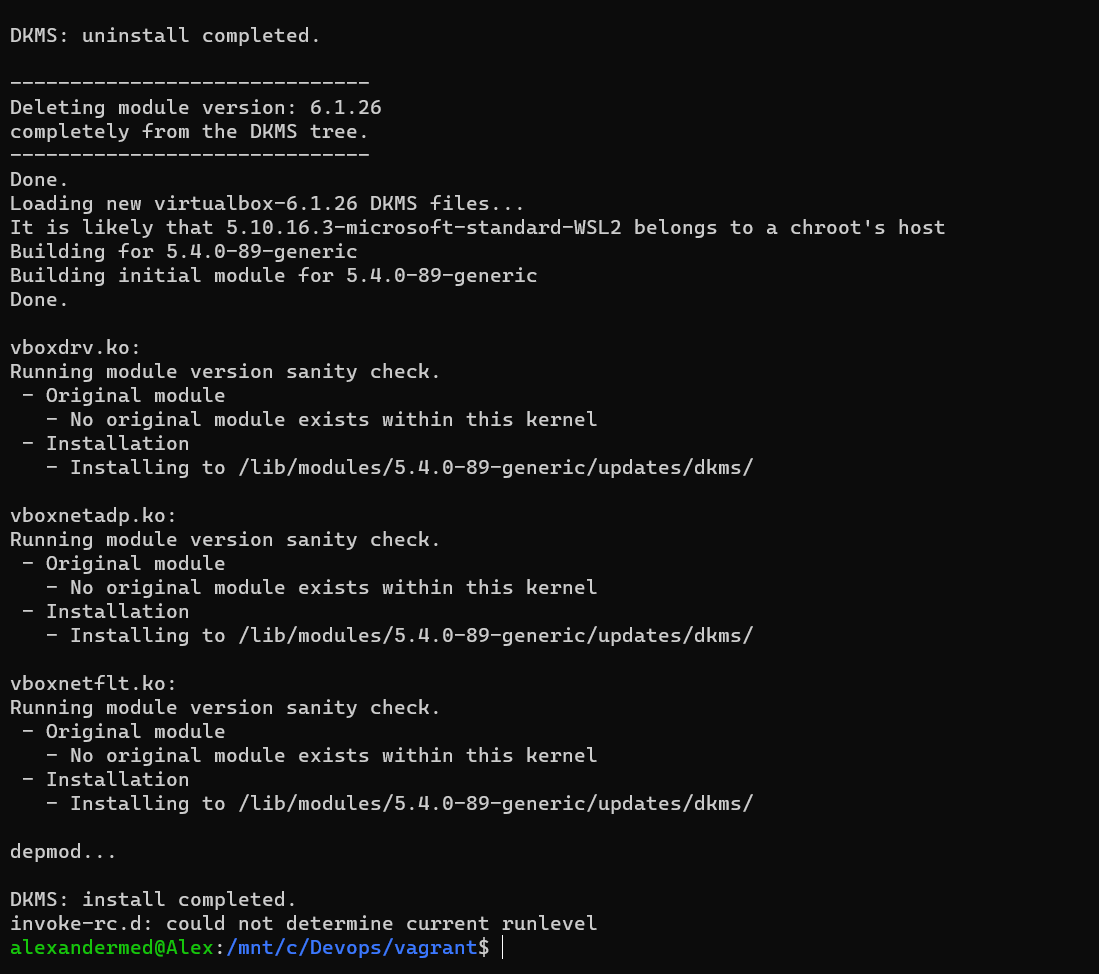 DKMS: uninstall completed.
------------------------------
Deleting module version: 6.1.26
completely from the DKMS tree.
------------------------------
Done.
Loading new virtualbox-6.1.26 DKMS files...
It is likely that 5.10.16.3-microsoft-standard-WSL2 belongs to a chroot's host
Building for 5.4.0-89-generic
Building initial module for 5.4.0-89-generic
Done.
vboxdrv.ko:
Running module version sanity check.
 - Original module
   - No original module exists within this kernel
 - Installation
   - Installing to /lib/modules/5.4.0-89-generic/updates/dkms/
vboxnetadp.ko:
Running module version sanity check.
 - Original module
   - No original module exists within this kernel
 - Installation
   - Installing to /lib/modules/5.4.0-89-generic/updates/dkms/
vboxnetflt.ko:
Running module version sanity check.
 - Original module
   - No original module exists within this kernel
 - Installation
   - Installing to /lib/modules/5.4.0-89-generic/updates/dkms/
depmod...
DKMS: install completed.
invoke-rc.d: could not determine current runlevel
alexandermed@Alex:/mnt/c/Devops/vagrant$